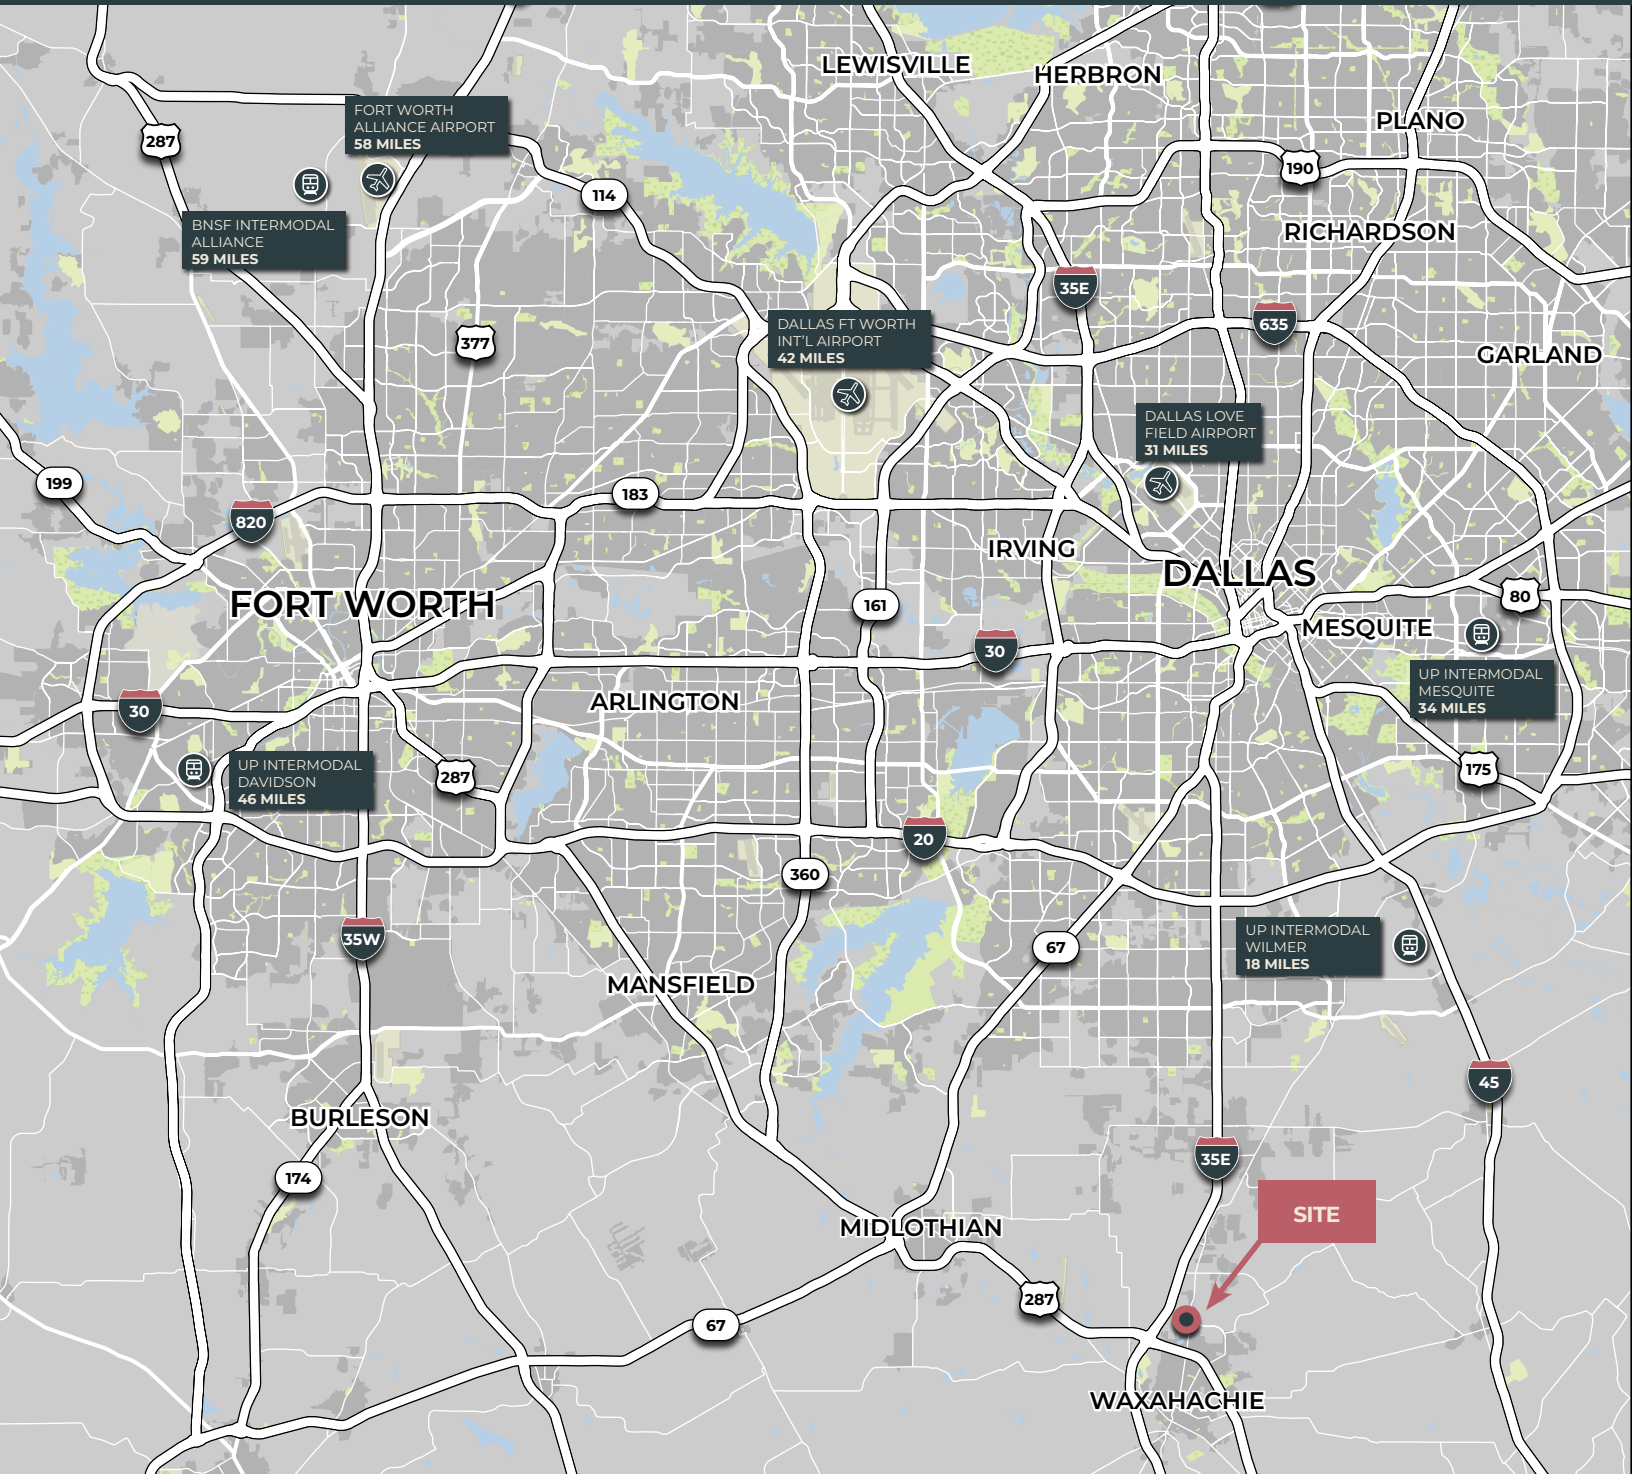 LEWISVILLE
HERBRON
FORT WORTH
ALLIANCE AIRPORT
58 MILES
PLANO
287
190
114
BNSF INTERMODAL
ALLIANCE
59 MILES
RICHARDSON
35E
DALLAS FT WORTH
INT'L AIRPORT
42 MILES
635
377
GARLAND
DALLAS LOVE
FIELD AIRPORT
31 MILES
199
183
820
IRVING
DALLAS
FORT WORTH
161
80
MESQUITE
30
UP INTERMODAL
MESQUITE
34 MILES
ARLINGTON
30
UP INTERMODAL
DAVIDSON
46 MILES
287
175
20
360
35W
67
UP INTERMODAL
WILMER
18 MILES
MANSFIELD
45
BURLESON
35E
174
SITE
MIDLOTHIAN
287
67
WAXAHACHIE